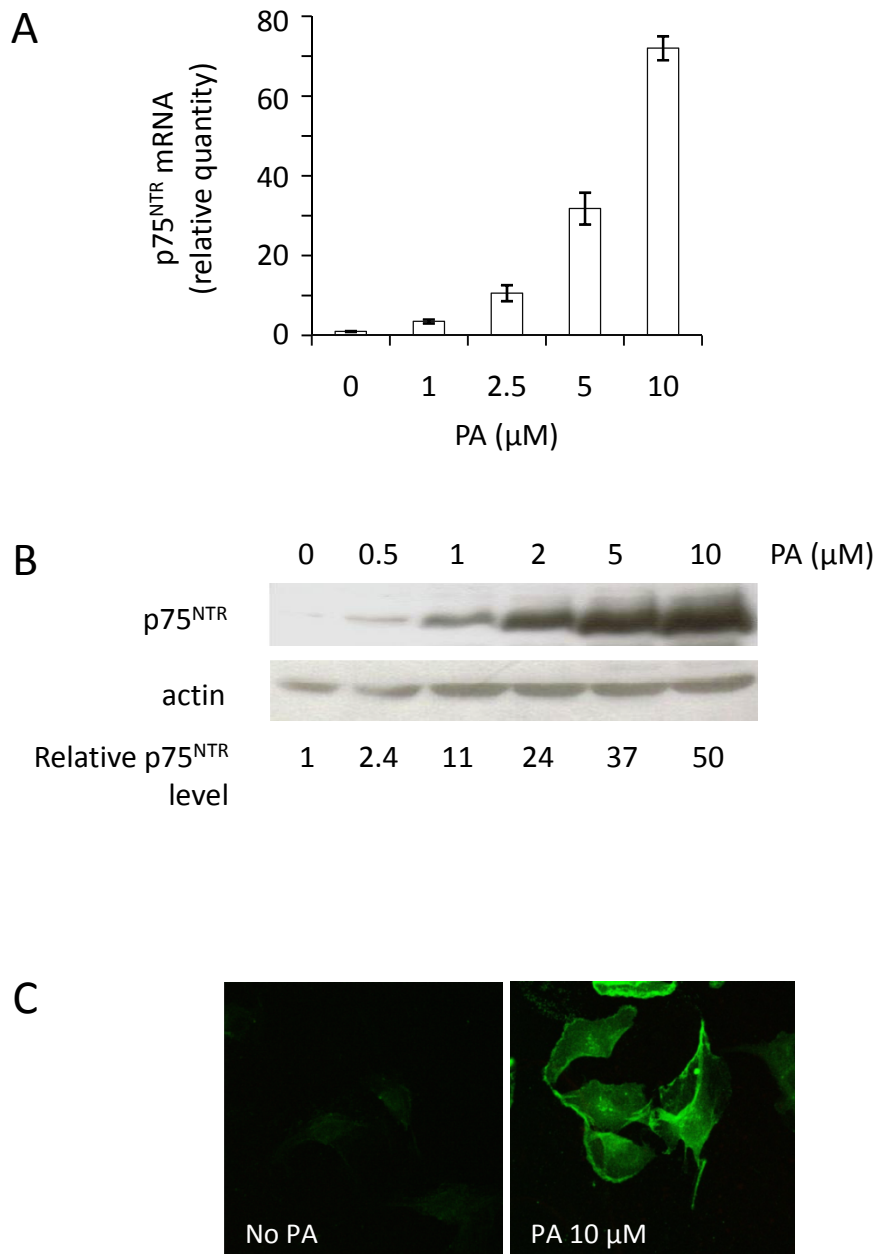 A
p75NTR mRNA
(relative quantity)
80
60
40
20
0
0 1 2.5 5 10
PA (µM)
B
0 0.5 1 2 5 10 PA (µM)
p75NTR
actin
Relative p75NTR 1 2.4 11 24 37 50
level
C
No PA PA 10 µM